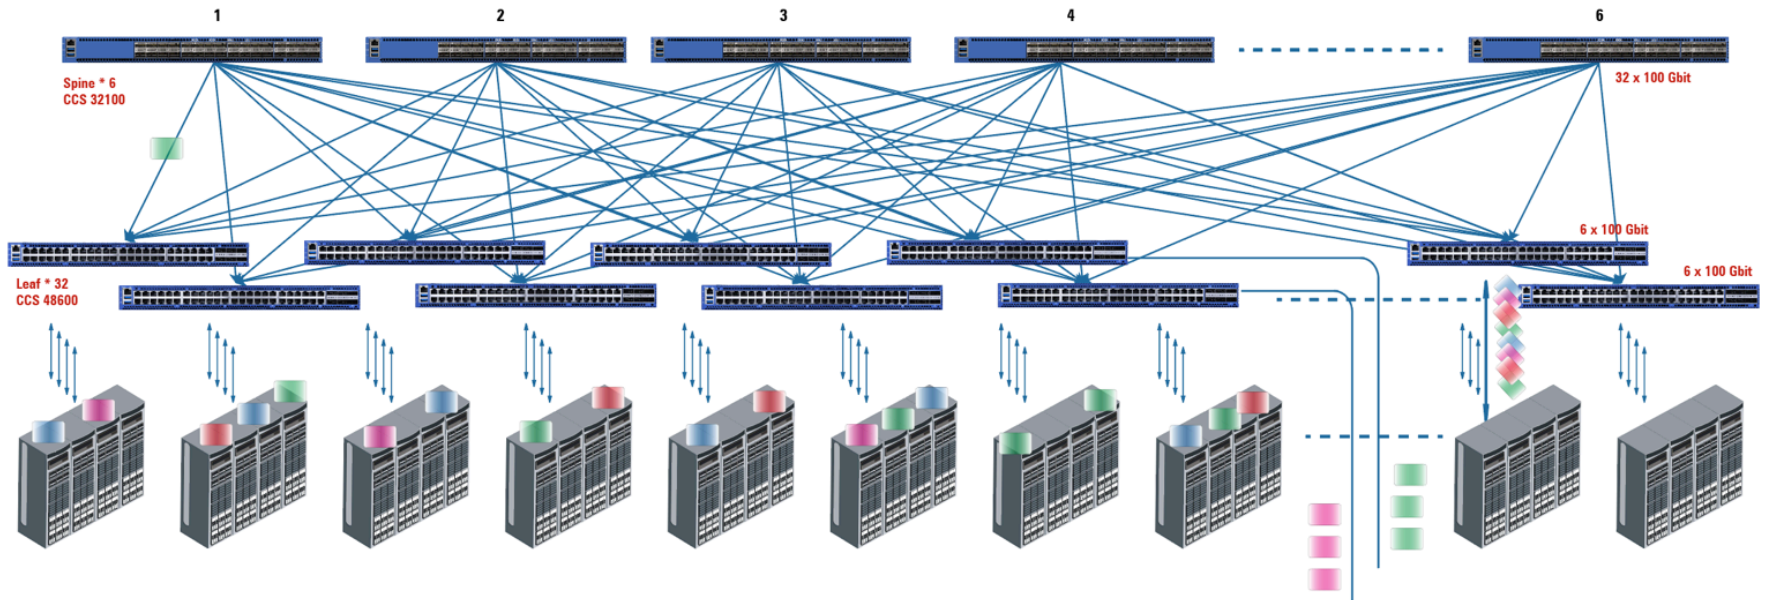 1
2
3
4
6
Spine * 6
CCS 32100
32 x 100 Gbit
6 x 100 Gbit
6 x 100 Gbit
Leaf * 32
CCS 48600